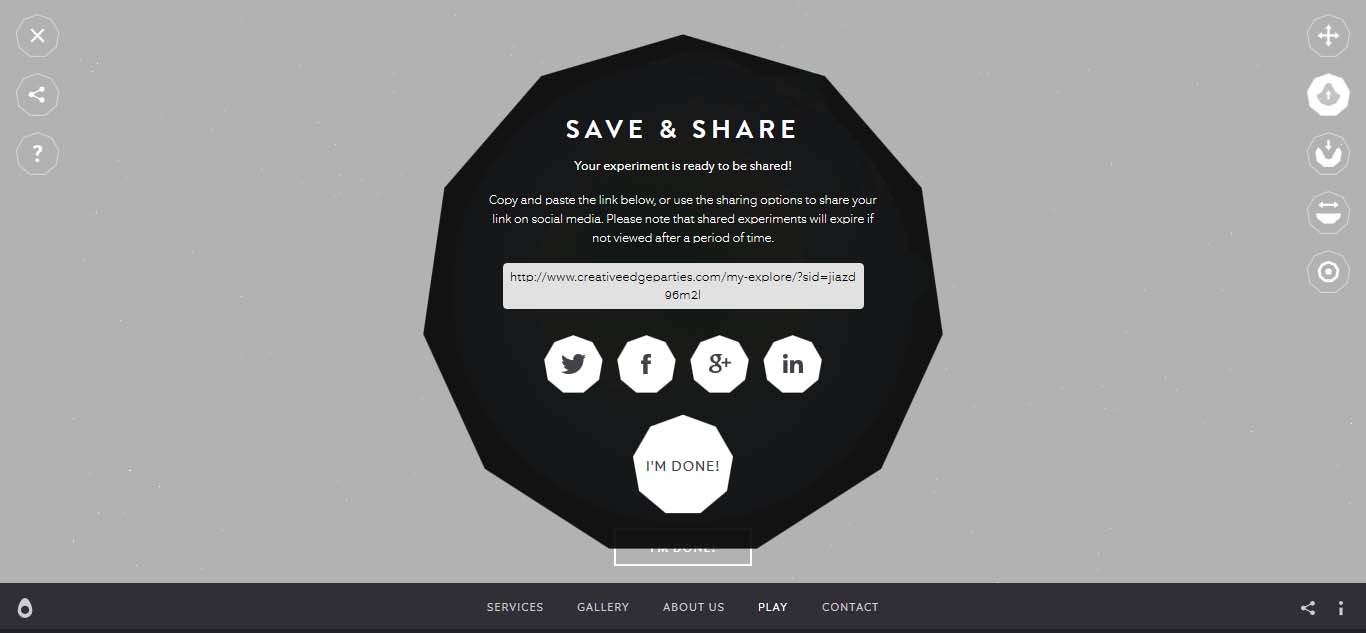 SAVE & SHARE
Your experiment is ready to be shared!
Copy and paste the link below, or use the sharing options to share your
link on social media. Please note that shared experiments will expire if
not viewed after a period of time.
http://www.creativeedgeparties.com/my-explore/?sid=jiazd
96m2l
f
g+
in
I'M DONE!
I'M DONE!
SERVICES
GALLERY
ABOUT US
PLAY
CONTACT
?